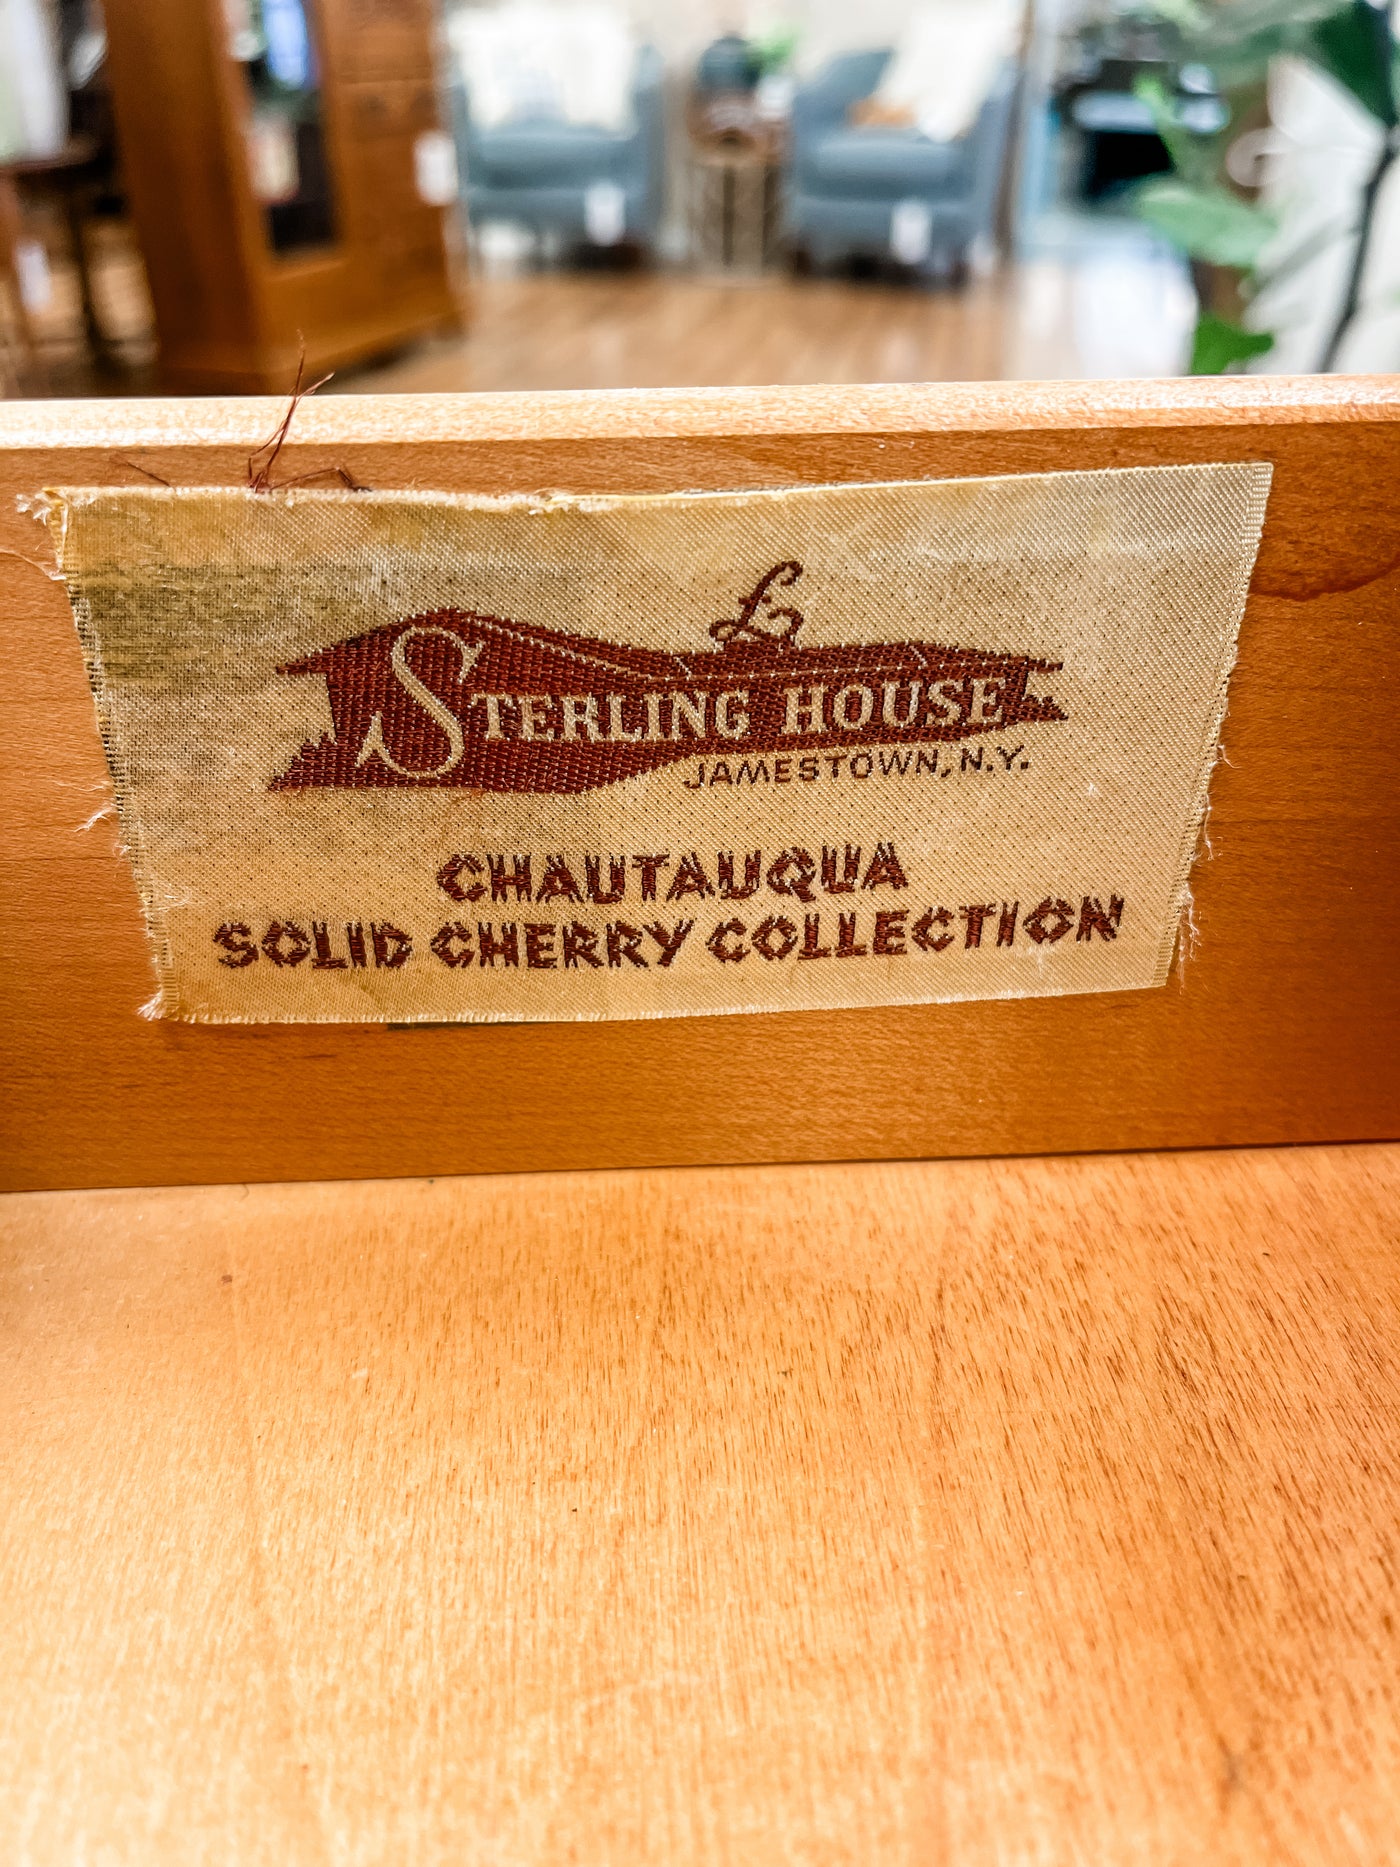 L
STERLING HOUSE
JAMESTOWN, N.Y.
CHAUTAUQUA
SOLID CHERRY COLLECTION